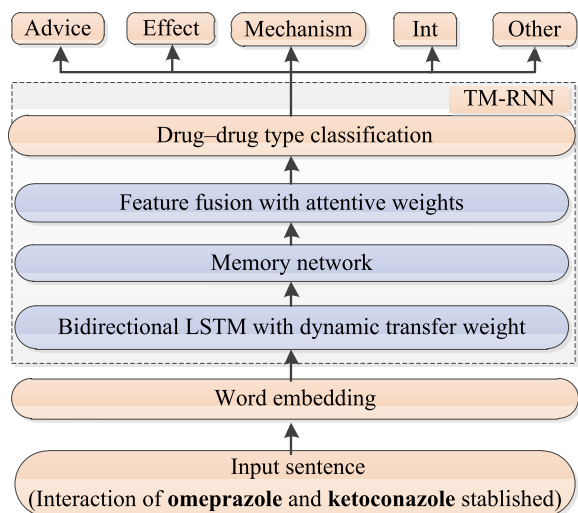 Advice Effect Mechanism Int Other
TM-RNN
Drug–drug type classification
Feature fusion with attentive weights
Memory network
Bidirectional LSTM with dynamic transfer weight
Word embedding
Input sentence
(Interaction of omeprazole and ketoconazole stablished)